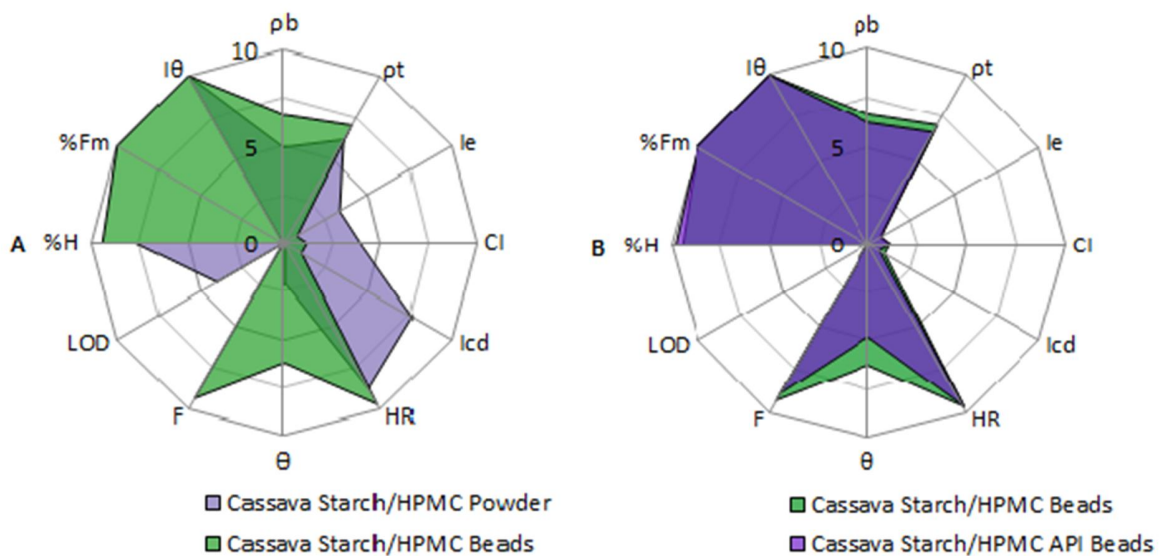 ρb
10
Iθ
ρt
%Fm
5
Ie
A
%H
0
CI
LOD
Icd
F
HR
θ
Cassava Starch/HPMC Powder
Cassava Starch/HPMC Beads
ρb
10
Iθ
ρt
%Fm
5
Ie
B
%H
0
CI
LOD
Icd
F
HR
θ
Cassava Starch/HPMC Beads
Cassava Starch/HPMC API Beads